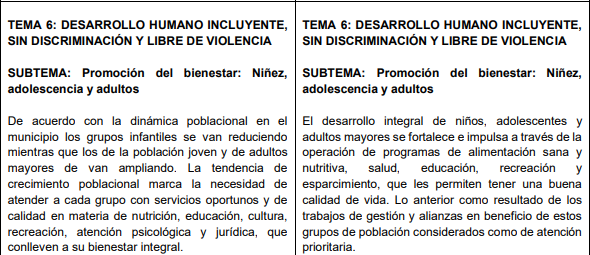 TEMA 6: DESARROLLO HUMANO INCLUYENTE,
SIN DISCRIMINACIÓN Y LIBRE DE VIOLENCIA
SUBTEMA: Promoción del bienestar: Niñez,
adolescencia y adultos
De acuerdo con la dinámica poblacional en el
municipio los grupos infantiles se van reduciendo
mientras que los de la población joven y de adultos
mayores de van ampliando. La tendencia de
crecimiento poblacional marca la necesidad de
atender a cada grupo con servicios oportunos y de
calidad en materia de nutrición, educación, cultura,
recreación, atención psicológica y jurídica, que
conlleven a su bienestar integral.
TEMA 6: DESARROLLO HUMANO INCLUYENTE,
SIN DISCRIMINACIÓN Y LIBRE DE VIOLENCIA
SUBTEMA: Promoción del bienestar: Niñez,
adolescencia y adultos
El desarrollo integral de niños, adolescentes y
adultos mayores se fortalece e impulsa a través de la
operación de programas de alimentación sana y
nutritiva, salud, educación, recreación y
esparcimiento, que les permiten tener una buena
calidad de vida. Lo anterior como resultado de los
trabajos de gestión y alianzas en beneficio de estos
grupos de población considerados como de atención
prioritaria.